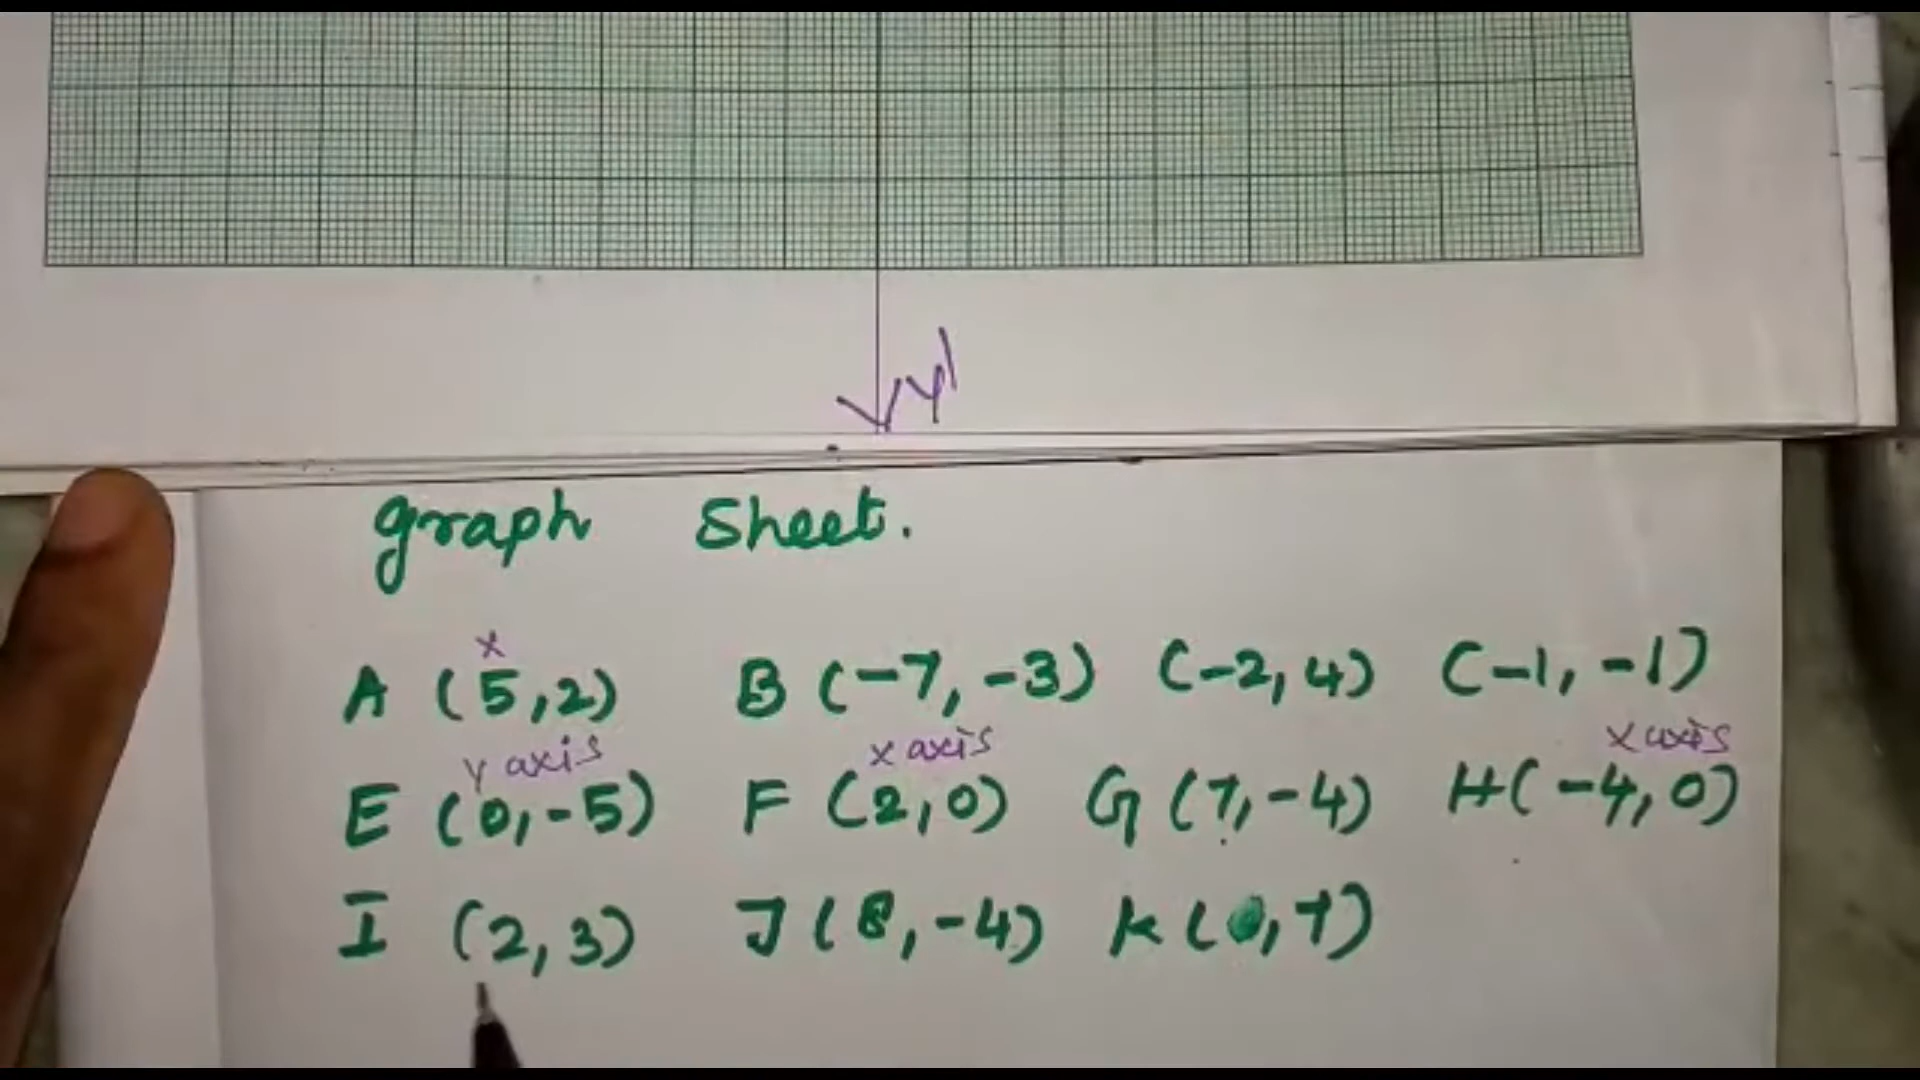 y'
graph Sheet.
x
A (5,2) B (-7,-3) (-2,4) (-1,-1)
y axis x axis x axis
E (0,-5) F (2,0) G (7,-4) H(-4,0)
I (2,3) J (8,-4) K (0,7)